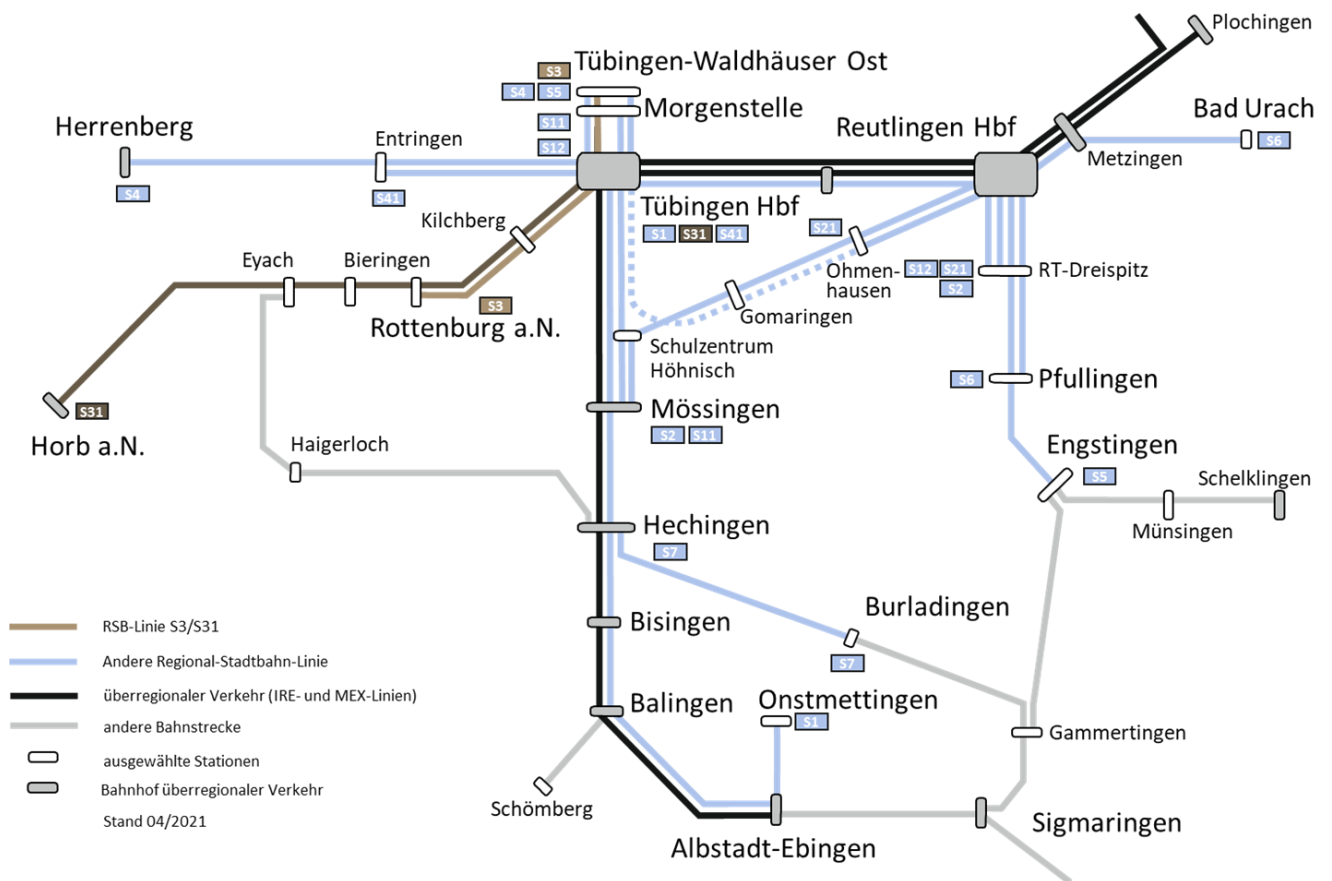 Plochingen
Tübingen-Waldhäuser Ost
S3
S4 S5
Morgenstelle
S11
S12
Reutlingen Hbf
Bad Urach
S6
Metzingen
Herrenberg
S4
Entringen
S41
Tübingen Hbf
S1 S31 S41
Kilchberg
S21
Ohmen-
hausen
S12 S21
S2
RT-Dreispitz
Eyach
Bieringen
S3
Rottenburg a.N.
Gomaringen
Schulzentrum
Höhnisch
S6
Pfullingen
S31
Horb a.N.
Mössingen
S2 S11
Haigerloch
Engstingen
S5
Schelklingen
Münsingen
Hechingen
S7
Burladingen
S7
Bisingen
Balingen
Onstmettingen
S1
Gammertingen
Schömberg
Albstadt-Ebingen
Sigmaringen
RSB-Linie S3/S31
Andere Regional-Stadtbahn-Linie
überregionaler Verkehr (IRE- und MEX-Linien)
andere Bahnstrecke
ausgewählte Stationen
Bahnhof überregionaler Verkehr
Stand 04/2021